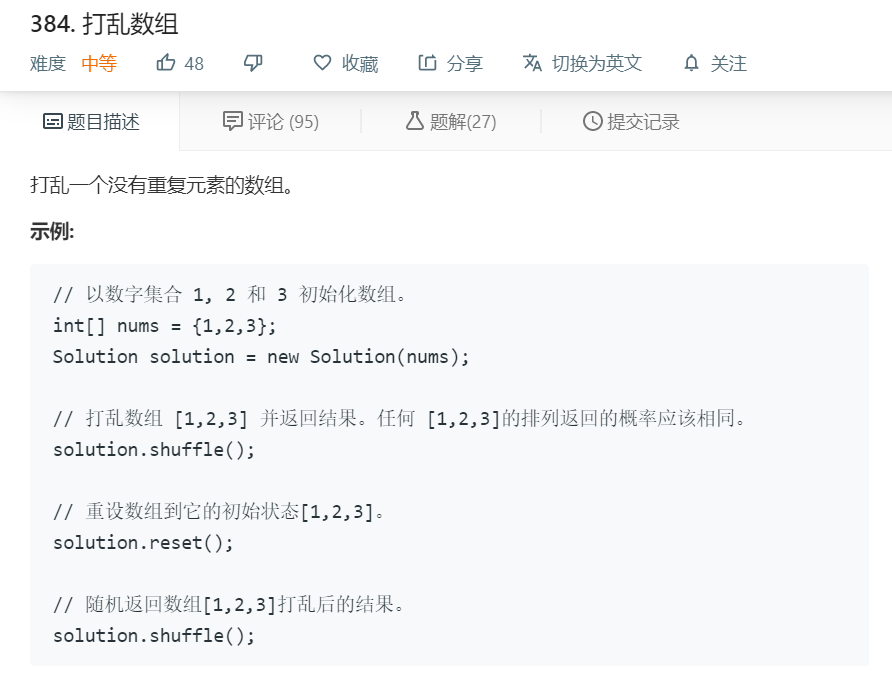 384. 打乱数组
难度 中等 48 收藏 分享 切换为英文 关注
题目描述 评论 (95) 题解(27) 提交记录
打乱一个没有重复元素的数组。
示例:
// 以数字集合 1, 2 和 3 初始化数组。
int[] nums = {1,2,3};
Solution solution = new Solution(nums);
// 打乱数组 [1,2,3] 并返回结果。任何 [1,2,3]的排列返回的概率应该相同。
solution.shuffle();
// 重设数组到它的初始状态[1,2,3]。
solution.reset();
// 随机返回数组[1,2,3]打乱后的结果。
solution.shuffle();